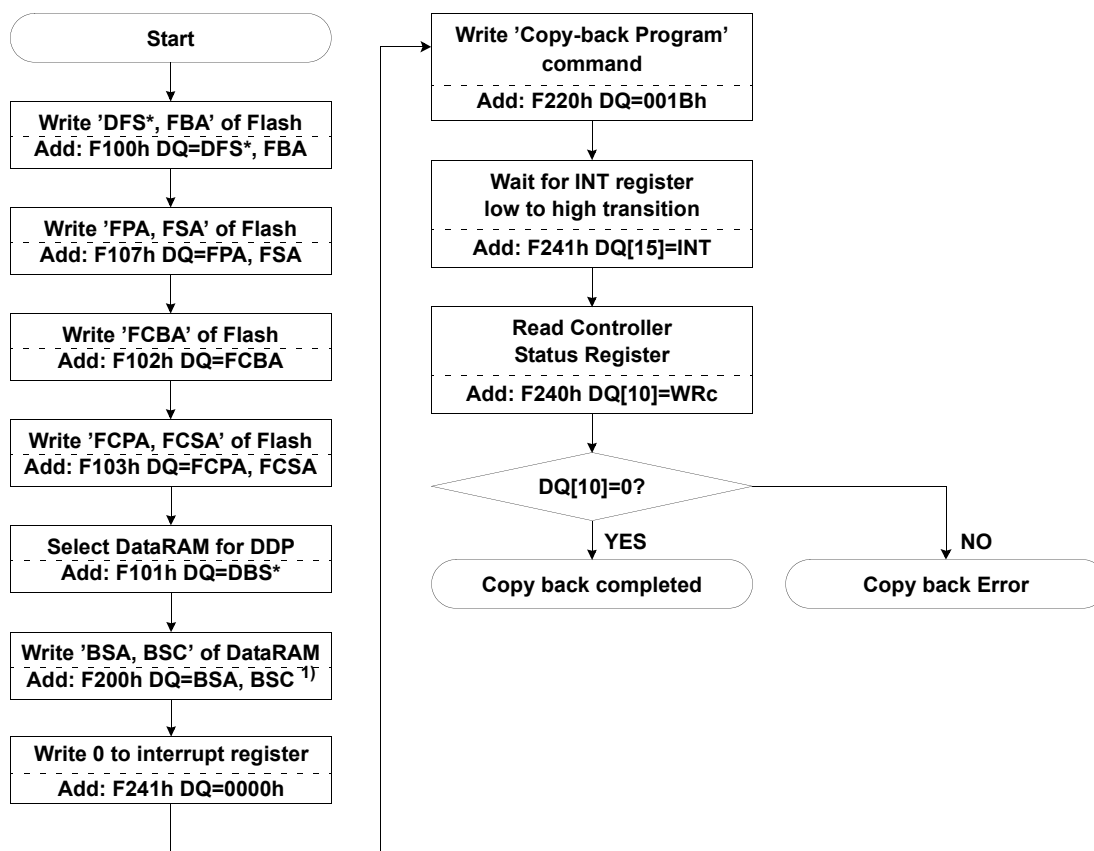 Start
Write ’DFS*, FBA’ of Flash
Add: F100h DQ=DFS*, FBA
Write ’FPA, FSA’ of Flash
Add: F107h DQ=FPA, FSA
Write ’FCBA’ of Flash
Add: F102h DQ=FCBA
Write ’FCPA, FCSA’ of Flash
Add: F103h DQ=FCPA, FCSA
Select DataRAM for DDP
Add: F101h DQ=DBS*
Write ’BSA, BSC’ of DataRAM
Add: F200h DQ=BSA, BSC 1)
Write 0 to interrupt register
Add: F241h DQ=0000h
Write ’Copy-back Program’
command
Add: F220h DQ=001Bh
Wait for INT register
low to high transition
Add: F241h DQ[15]=INT
Read Controller
Status Register
Add: F240h DQ[10]=WRc
DQ[10]=0?
YES
NO
Copy back completed
Copy back Error